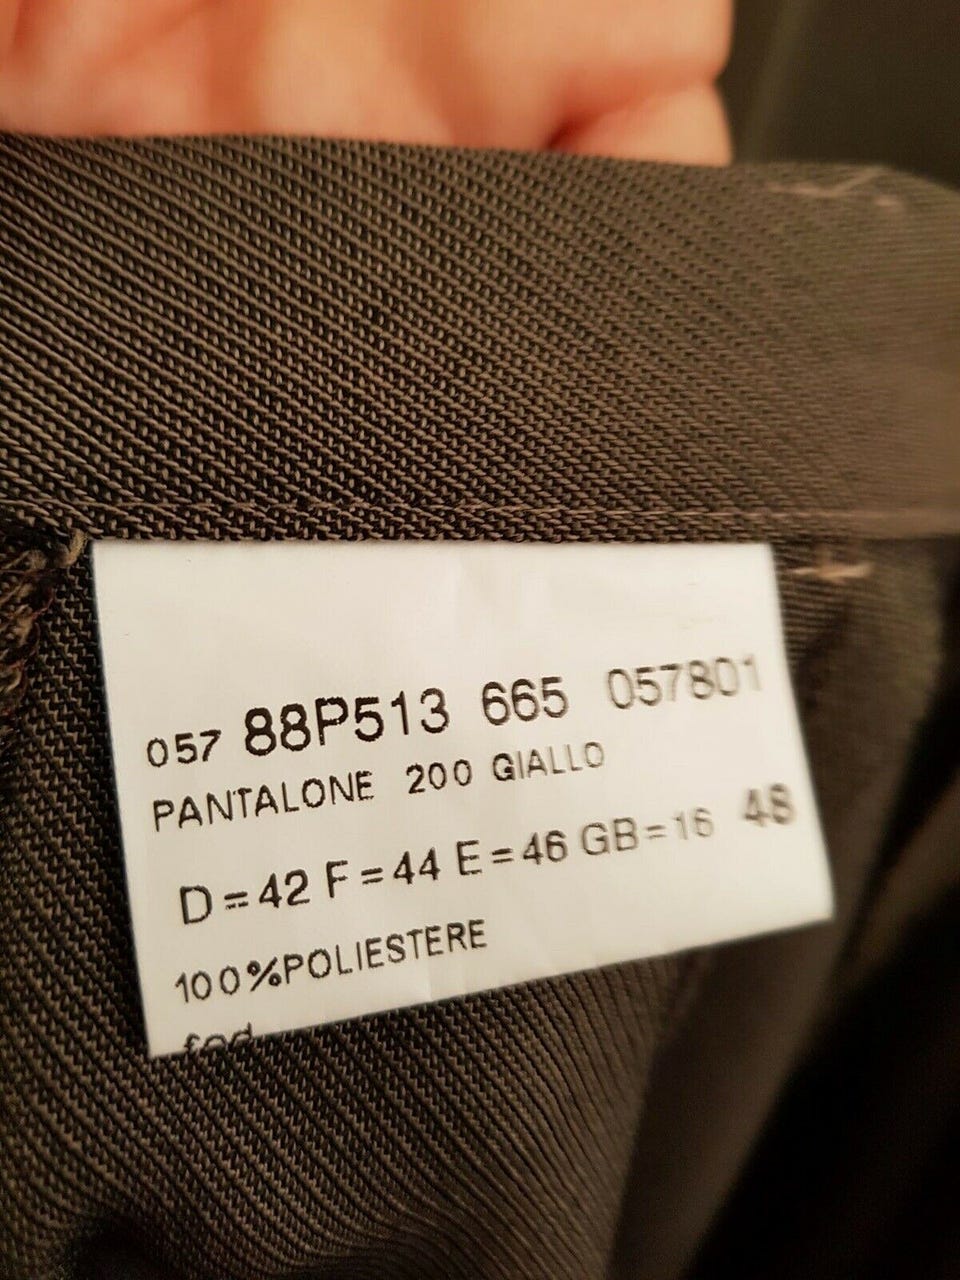 057 88P513 665 057801
PANTALONE 200 GIALLO
D=42 F=44 E=46 GB=16 48
100%POLIESTERE